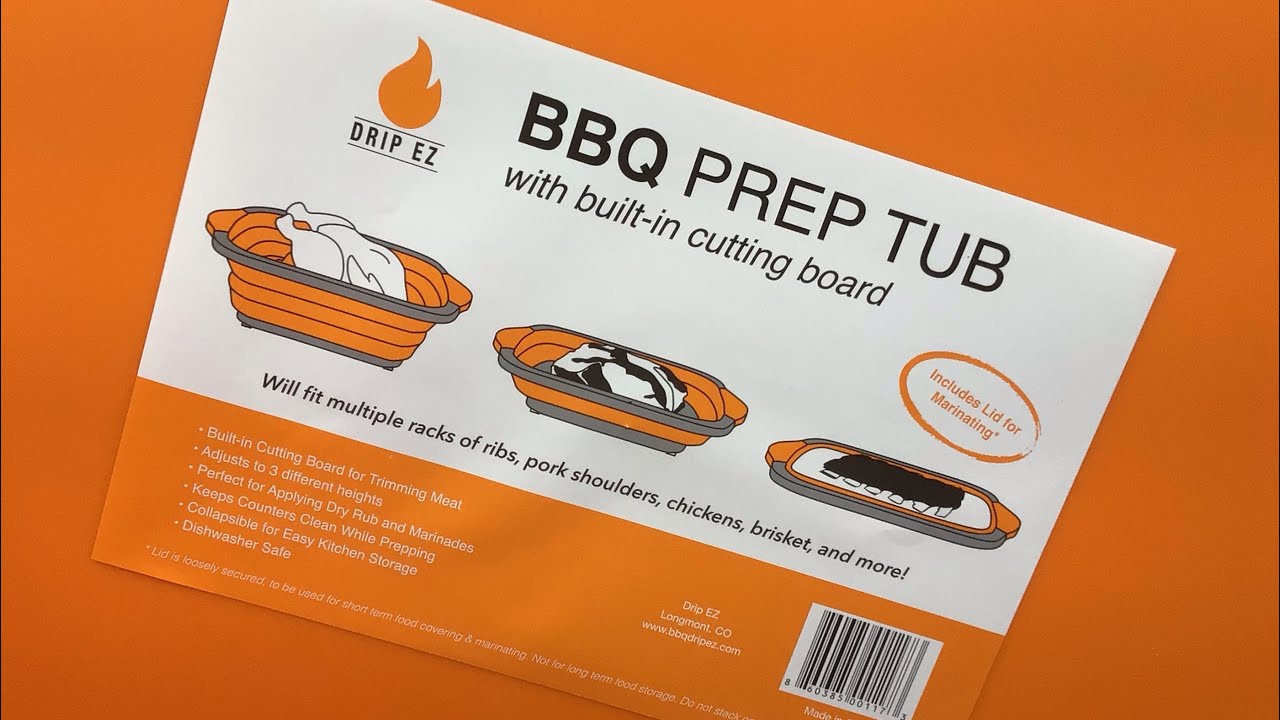 DRIP EZ
BBQ PREP TUB
with built-in cutting board
Includes Lid for
Marinating*
Will fit multiple racks of ribs, pork shoulders, chickens, brisket, and more!
• Built-in Cutting Board for Trimming Meat
• Adjusts to 3 different heights
• Perfect for Applying Dry Rub and Marinades
• Keeps Counters Clean While Prepping
• Collapsible for Easy Kitchen Storage
• Dishwasher Safe
* Lid is loosely secured, to be used for short term food covering & marinating. Not for long term food storage. Do not stack
Drip EZ
Longmont, CO
www.bbqdripez.com
8 60385 00117 3
Made in